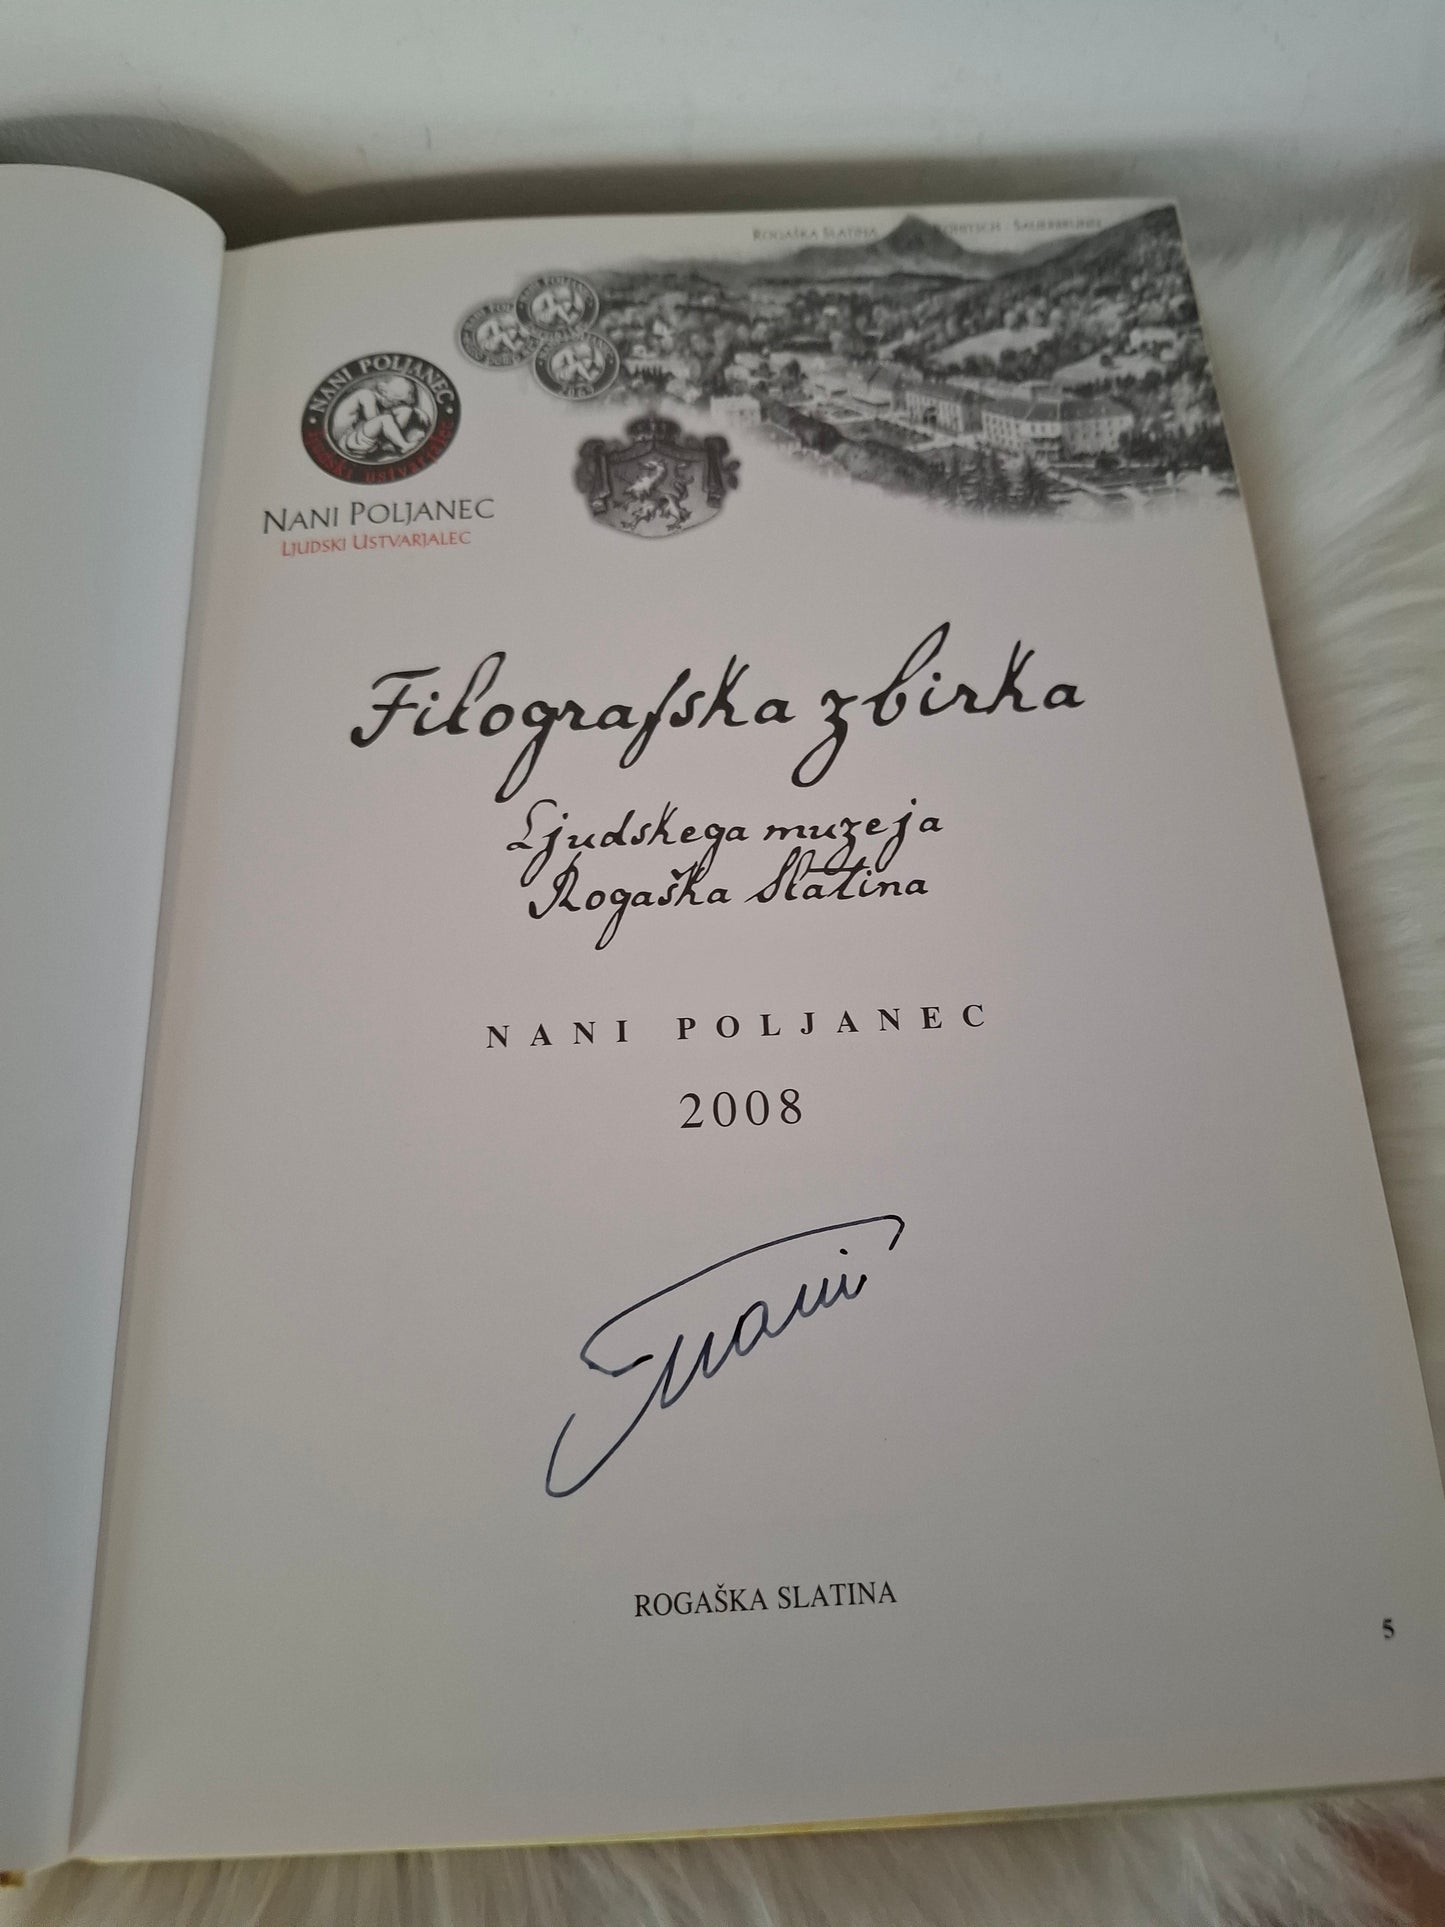 ROGAŠKA SLATINA
NANI POLJANEC
ljudski ustvarjalec
NANI POLJANEC
LJUDSKI USTVARJALEC
Filografska zbirka
Ljudskega muzeja
Rogaška Slatina
NANI POLJANEC
2008
Nani
ROGAŠKA SLATINA
5